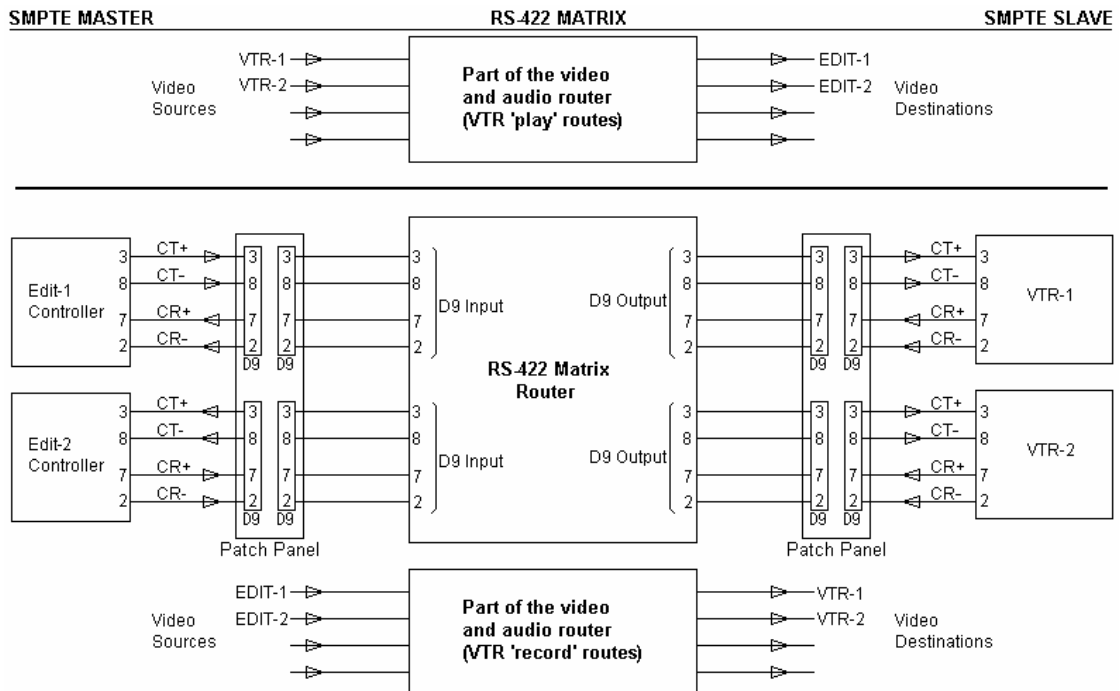 SMPTE MASTER RS-422 MATRIX SMPTE SLAVE
VTR-1
VTR-2
Video
Sources
Part of the video
and audio router
(VTR 'play' routes)
EDIT-1
EDIT-2
Video
Destinations
Edit-1
Controller
3 CT+ 3 3 3
8 CT- 8 8 8
7 CR+ 7 7 7
2 CR- 2 2 2
D9 D9
D9 Input
D9 Output
3 3 3 CT+ 3
8 8 8 CT- 8
7 7 7 CR+ 7
2 2 2 CR- 2
D9 D9
VTR-1
RS-422 Matrix
Router
Edit-2
Controller
3 CT+ 3 3 3
8 CT- 8 8 8
7 CR+ 7 7 7
2 CR- 2 2 2
D9 D9
D9 Input
D9 Output
3 3 3 CT+ 3
8 8 8 CT- 8
7 7 7 CR+ 7
2 2 2 CR- 2
D9 D9
VTR-2
Patch Panel
Patch Panel
EDIT-1
EDIT-2
Video
Sources
Part of the video
and audio router
(VTR 'record' routes)
VTR-1
VTR-2
Video
Destinations